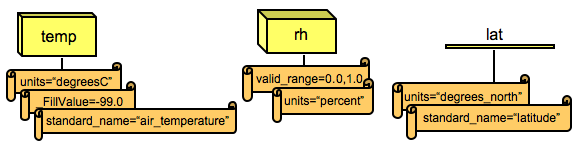 temp
units=“degreesC”
_FillValue=-99.0
standard_name=“air_temperature”
rh
valid_range=0.0,1.0
units=“percent”
lat
units=“degrees_north”
standard_name=“latitude”